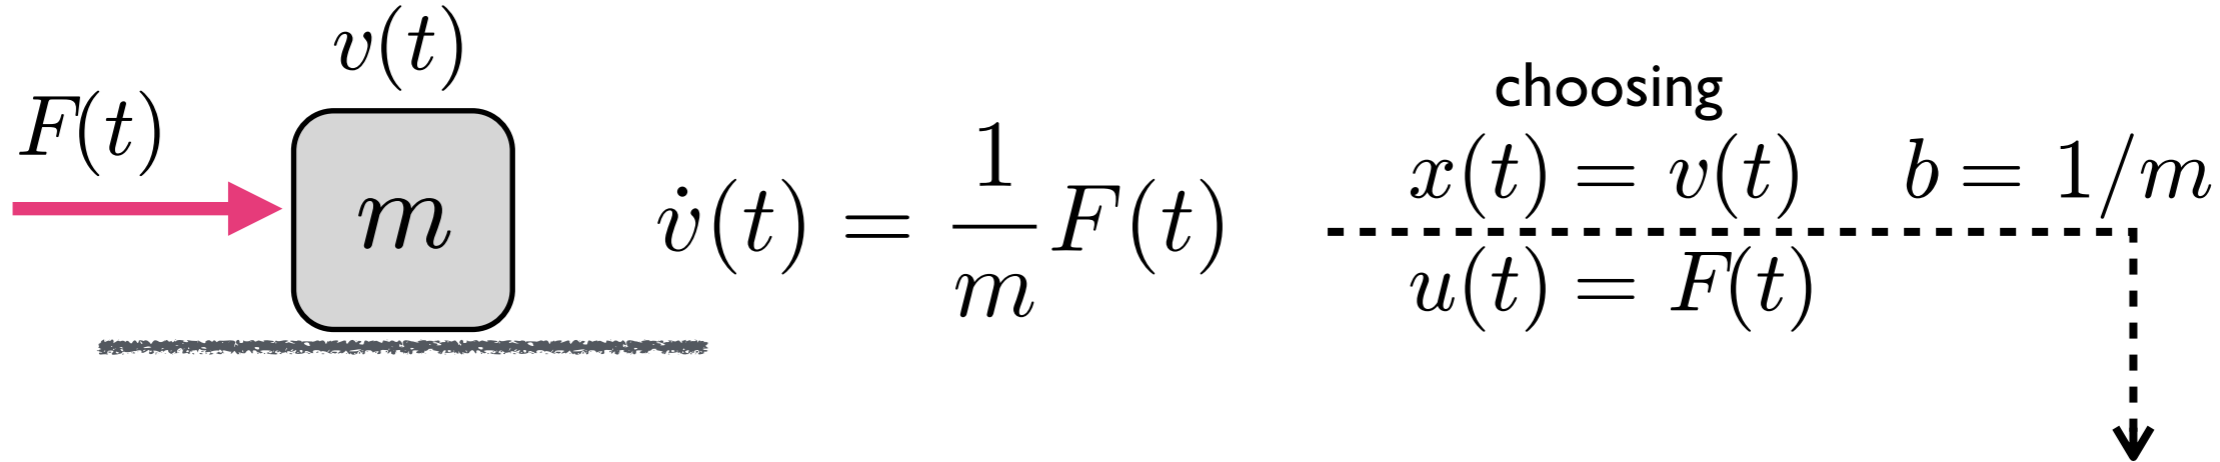 v(t)
F(t)
m
v̇(t) = 1/m F(t)
choosing
x(t) = v(t) b = 1/m
u(t) = F(t)